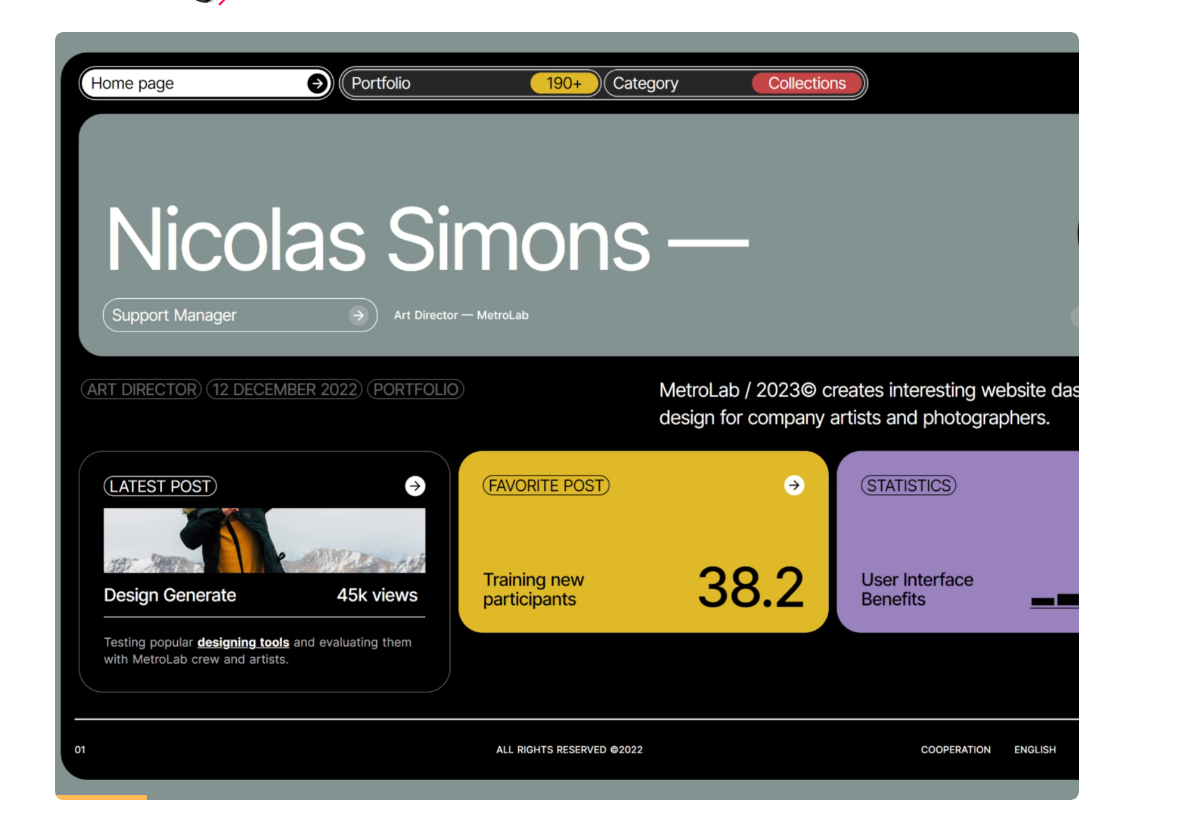 Home page
Portfolio 190+ Category Collections
Nicolas Simons —
Support Manager
Art Director — MetroLab
ART DIRECTOR 12 DECEMBER 2022 PORTFOLIO
MetroLab / 2023© creates interesting website das
design for company artists and photographers.
LATEST POST
Design Generate 45k views
Testing popular designing tools and evaluating them
with MetroLab crew and artists.
FAVORITE POST
Training new
participants
38.2
STATISTICS
User Interface
Benefits
01 ALL RIGHTS RESERVED ©2022 COOPERATION ENGLISH